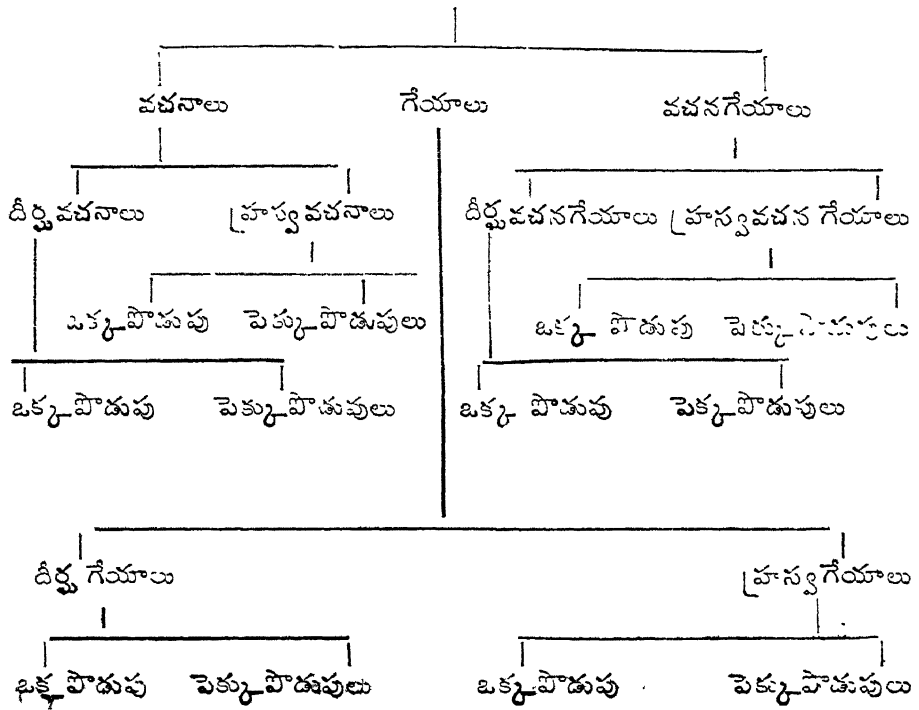 వచనాలు గేయాలు వచనగేయాలు
దీర్ఘవచనాలు హ్రస్వవచనాలు దీర్ఘవచనగేయాలు హ్రస్వవచన గేయాలు
ఒక్కపొడుపు పెక్కుపొడుపులు ఒక్క పొడుపు పెక్కుపొడుపులు
ఒక్కపొడుపు పెక్కుపొడుపులు ఒక్క పొడుపు పెక్కపొడుపులు
దీర్ఘ గేయాలు హ్రస్వగేయాలు
ఒక్కపొడుపు పెక్కుపొడుపులు ఒక్కపొడుపు పెక్కుపొడుపులు